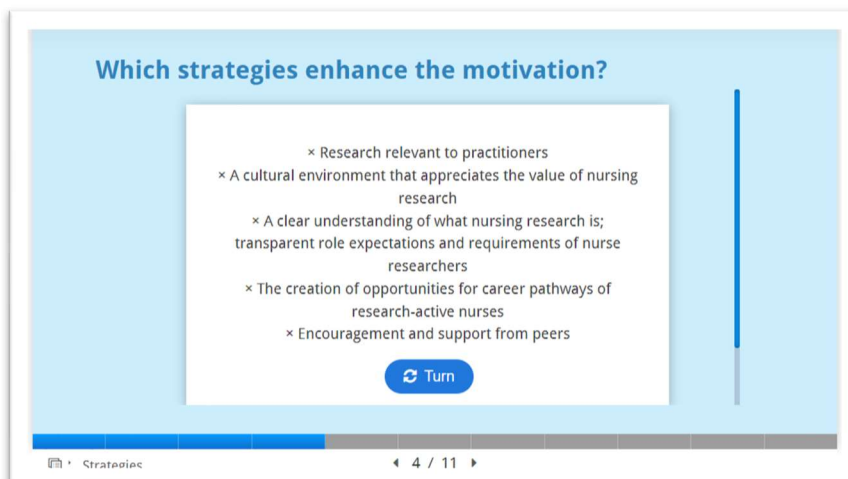 Which strategies enhance the motivation?
× Research relevant to practitioners
× A cultural environment that appreciates the value of nursing
research
× A clear understanding of what nursing research is;
transparent role expectations and requirements of nurse
researchers
× The creation of opportunities for career pathways of
research-active nurses
× Encouragement and support from peers
Turn
Strategies
4 / 11